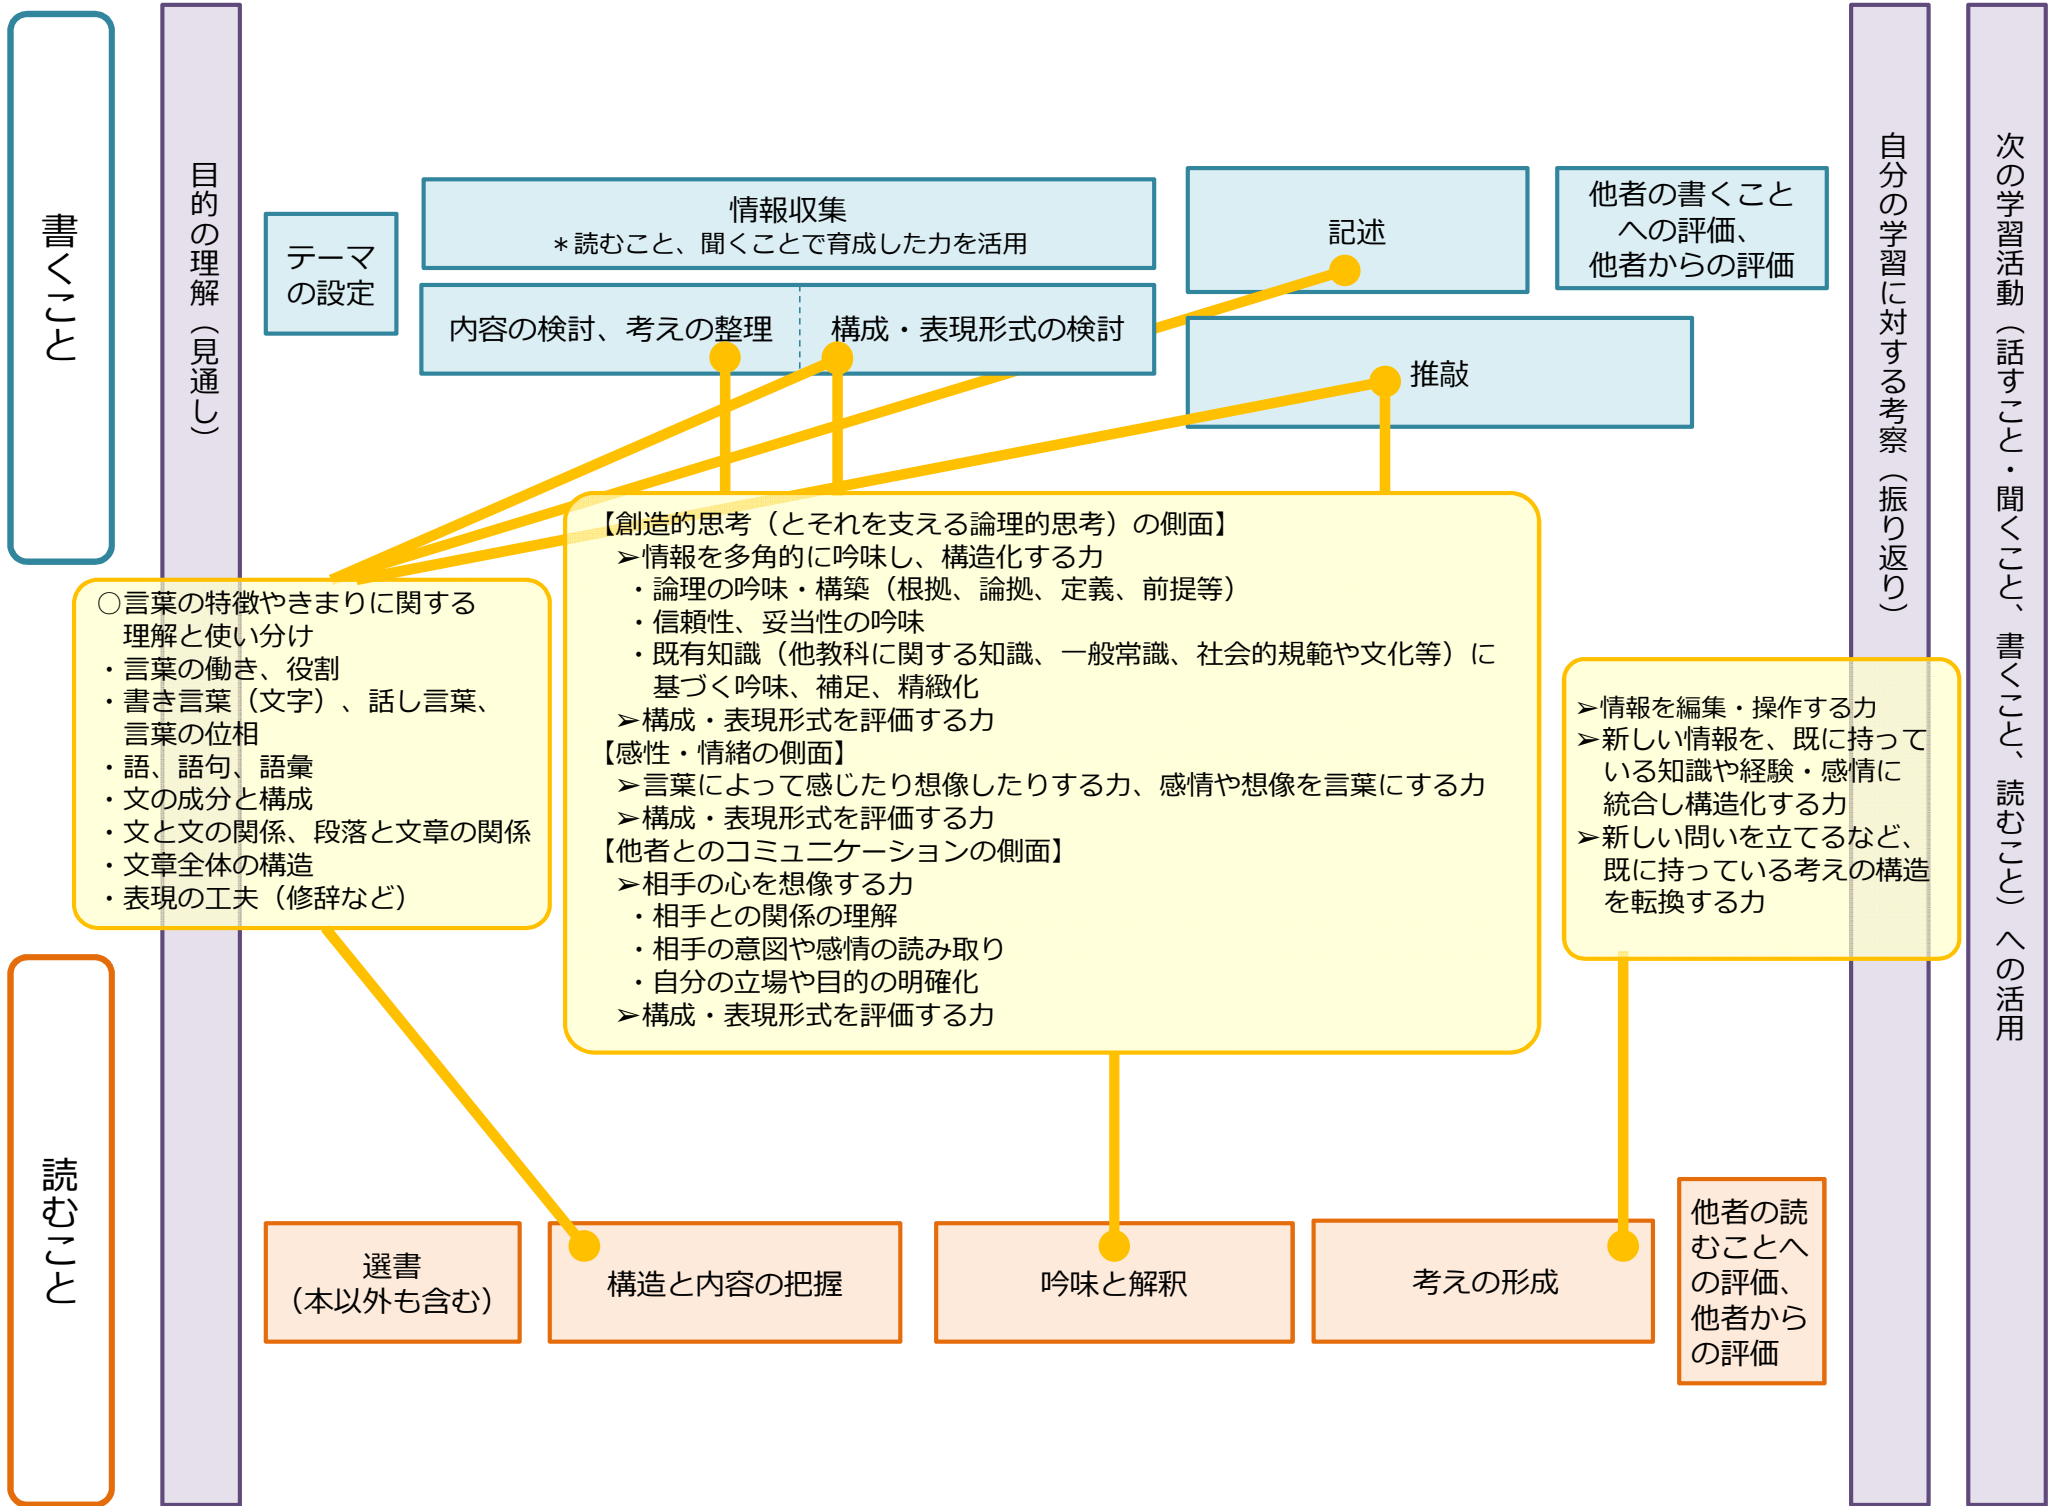 書くこと
目的の理解（見通し）
テーマ
の設定
情報収集
＊読むこと、聞くことで育成した力を活用
内容の検討、考えの整理
構成・表現形式の検討
記述
推敲
他者の書くこと
への評価、
他者からの評価
自分の学習に対する考察（振り返り）
次の学習活動（話すこと・聞くこと、書くこと、読むこと）への活用
○言葉の特徴やきまりに関する
理解と使い分け
・言葉の働き、役割
・書き言葉（文字）、話し言葉、
言葉の位相
・語、語句、語彙
・文の成分と構成
・文と文の関係、段落と文章の関係
・文章全体の構造
・表現の工夫（修辞など）
【創造的思考（とそれを支える論理的思考）の側面】
➢情報を多角的に吟味し、構造化する力
・論理の吟味・構築（根拠、論拠、定義、前提等）
・信頼性、妥当性の吟味
・既有知識（他教科に関する知識、一般常識、社会的規範や文化等）に
基づく吟味、補足、精緻化
➢構成・表現形式を評価する力
【感性・情緒の側面】
➢言葉によって感じたり想像したりする力、感情や想像を言葉にする力
➢構成・表現形式を評価する力
【他者とのコミュニケーションの側面】
➢相手の心を想像する力
・相手との関係の理解
・相手の意図や感情の読み取り
・自分の立場や目的の明確化
➢構成・表現形式を評価する力
➢情報を編集・操作する力
➢新しい情報を、既に持って
いる知識や経験・感情に
統合し構造化する力
➢新しい問いを立てるなど、
既に持っている考えの構造
を転換する力
読むこと
選書
（本以外も含む）
構造と内容の把握
吟味と解釈
考えの形成
他者の読
むことへ
の評価、
他者から
の評価